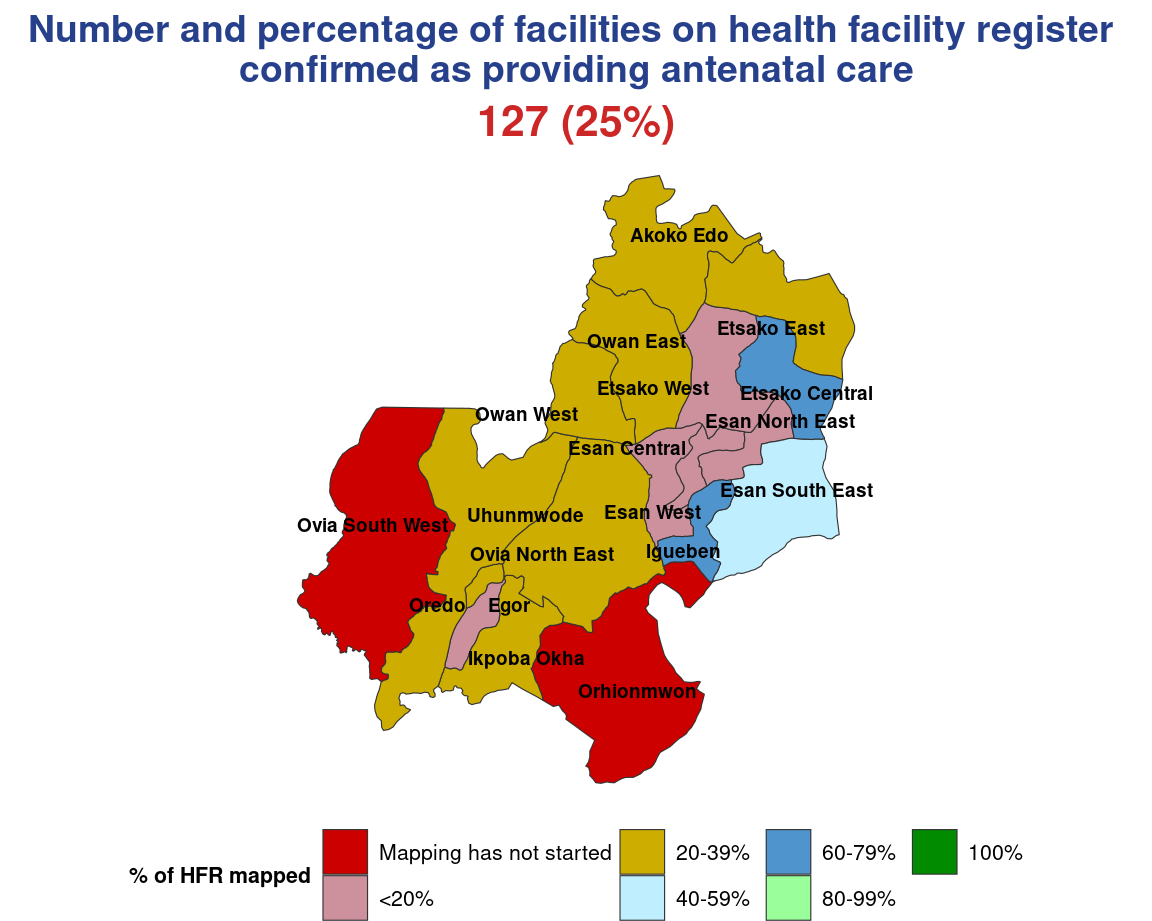 Number and percentage of facilities on health facility register
confirmed as providing antenatal care
127 (25%)
Akoko Edo
Etsako East
Owan East
Etsako West
Etsako Central
Owan West
Esan North East
Esan Central
Esan South East
Esan West
Uhunmwode
Ovia South West
Igueben
Ovia North East
Oredo
Egor
Ikpoba Okha
Orhionmwon
% of HFR mapped
Mapping has not started
<20%
20-39%
40-59%
60-79%
80-99%
100%